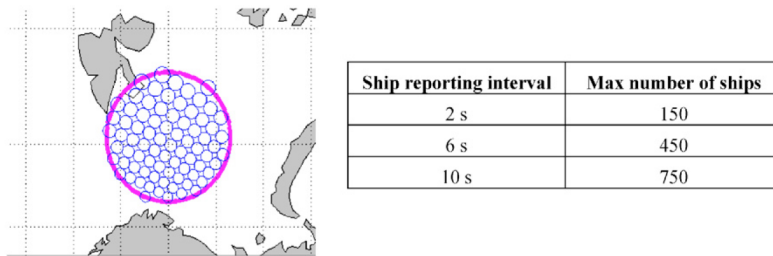 Ship reporting interval Max number of ships
2 s 150
6 s 450
10 s 750